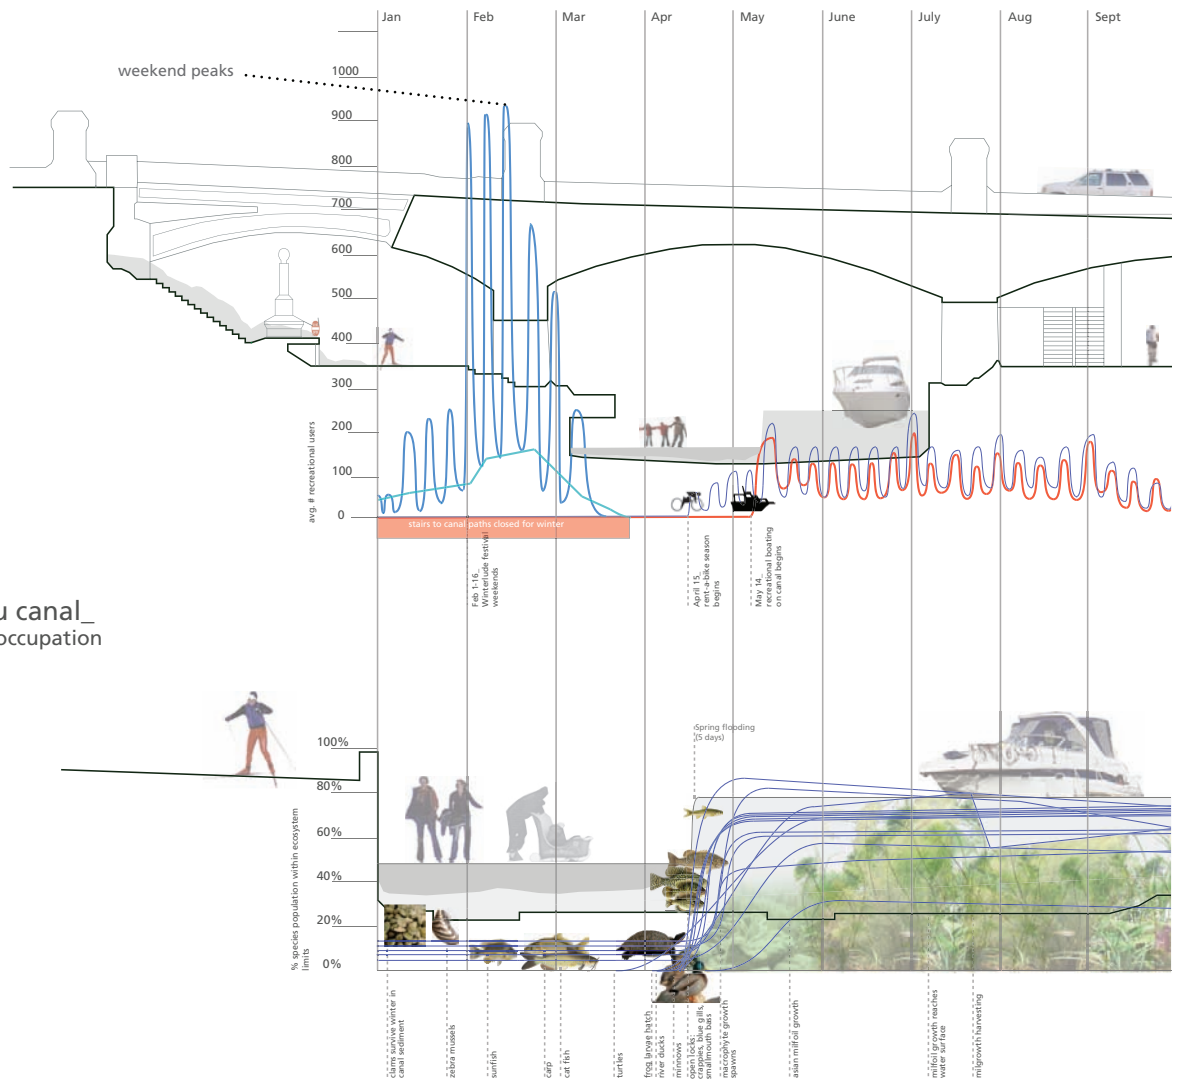 Jan
Feb
Mar
Apr
May
June
July
Aug
Sept
weekend peaks
1000
900
800
700
600
500
400
300
200
100
0
avg. # recreational users
stairs to canal paths closed for winter
Feb 1-16_
Winterlude festival
weekends
April 15_
rent-a-bike season
begins
May 14_
recreational boating
on canal begins
u canal_
occupation
Spring flooding
(5 days)
100%
80%
60%
40%
20%
0%
% species population within ecosystem
limits
clams survive winter in
canal sediment
zebra mussels
sunfish
carp
cat fish
turtles
frog larvae hatch
river ducks
minnows
open locks:
crappies, blue gills,
smallmouth bass
macrophyte growth
spawns
asian milfoil growth
milfoil growth reaches
water surface
milgrowth harvesting